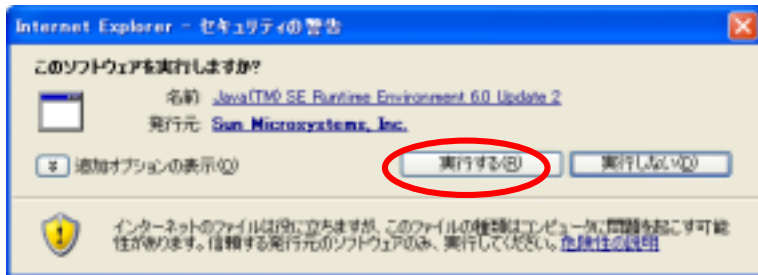 Internet Explorer - セキュリティの警告
このソフトウェアを実行しますか?
名前: Java(TM) SE Runtime Environment 6.0 Update 2
発行元: Sun Microsystems, Inc.
追加オプションの表示(O)
実行する(R)
実行しない(D)
インターネットのファイルは役に立ちますが、このファイルの種類はコンピュータに問題を起こす可能
性があります。信頼する発行元のソフトウェアのみ、実行してください。危険性の説明